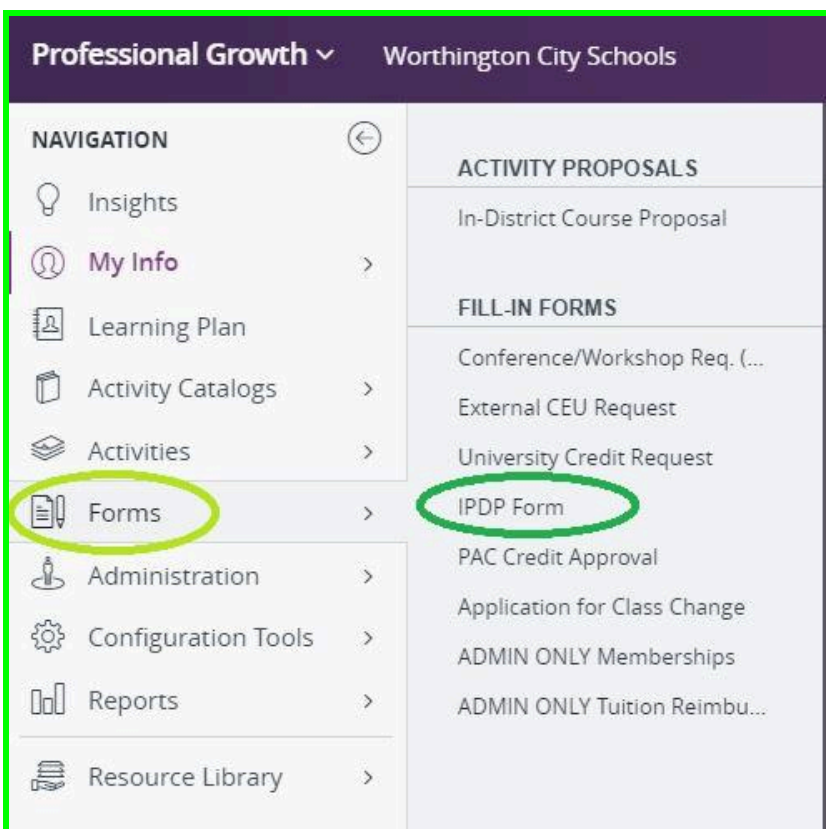 Professional Growth Worthington City Schools
NAVIGATION
Insights
My Info
Learning Plan
Activity Catalogs
Activities
Forms
Administration
Configuration Tools
Reports
Resource Library
ACTIVITY PROPOSALS
In-District Course Proposal
FILL-IN FORMS
Conference/Workshop Req. (...
External CEU Request
University Credit Request
IPDP Form
PAC Credit Approval
Application for Class Change
ADMIN ONLY Memberships
ADMIN ONLY Tuition Reimbu...